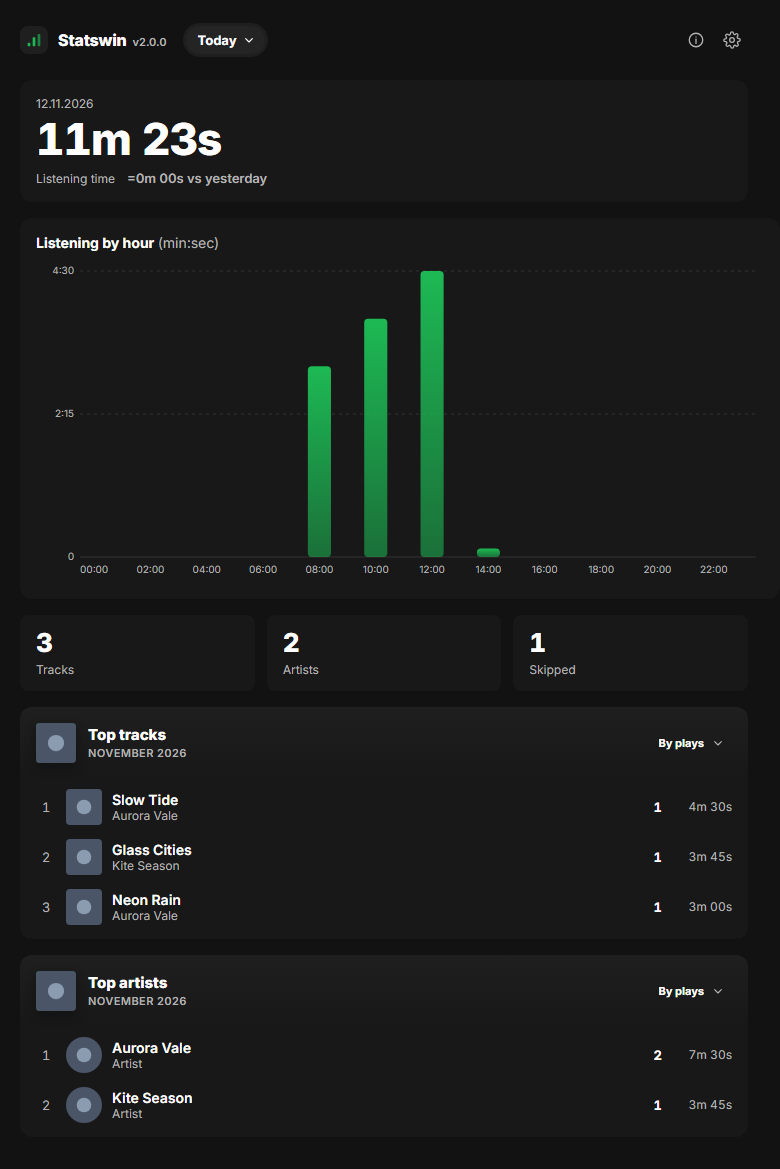 Statswin v2.0.0 Today
12.11.2026
11m 23s
Listening time =0m 00s vs yesterday
Listening by hour (min:sec)
4:30
2:15
0
00:00 02:00 04:00 06:00 08:00 10:00 12:00 14:00 16:00 18:00 20:00 22:00
3 2 1
Tracks Artists Skipped
Top tracks
NOVEMBER 2026
By plays
1 Slow Tide 1 4m 30s
Aurora Vale
2 Glass Cities 1 3m 45s
Kite Season
3 Neon Rain 1 3m 00s
Aurora Vale
Top artists
NOVEMBER 2026
By plays
1 Aurora Vale 2 7m 30s
Artist
2 Kite Season 1 3m 45s
Artist